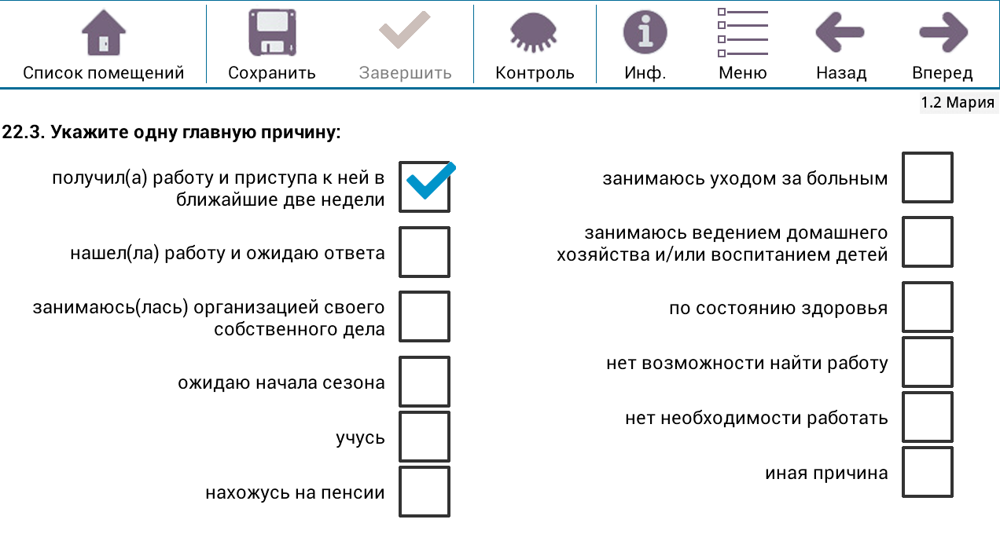 Список помещений
Сохранить
Завершить
Контроль
Инф.
Меню
Назад
Вперед
1.2 Мария
22.3. Укажите одну главную причину:
получил(а) работу и приступа к ней в
ближайшие две недели
нашел(ла) работу и ожидаю ответа
занимаюсь(лась) организацией своего
собственного дела
ожидаю начала сезона
учусь
нахожусь на пенсии
занимаюсь уходом за больным
занимаюсь ведением домашнего
хозяйства и/или воспитанием детей
по состоянию здоровья
нет возможности найти работу
нет необходимости работать
иная причина